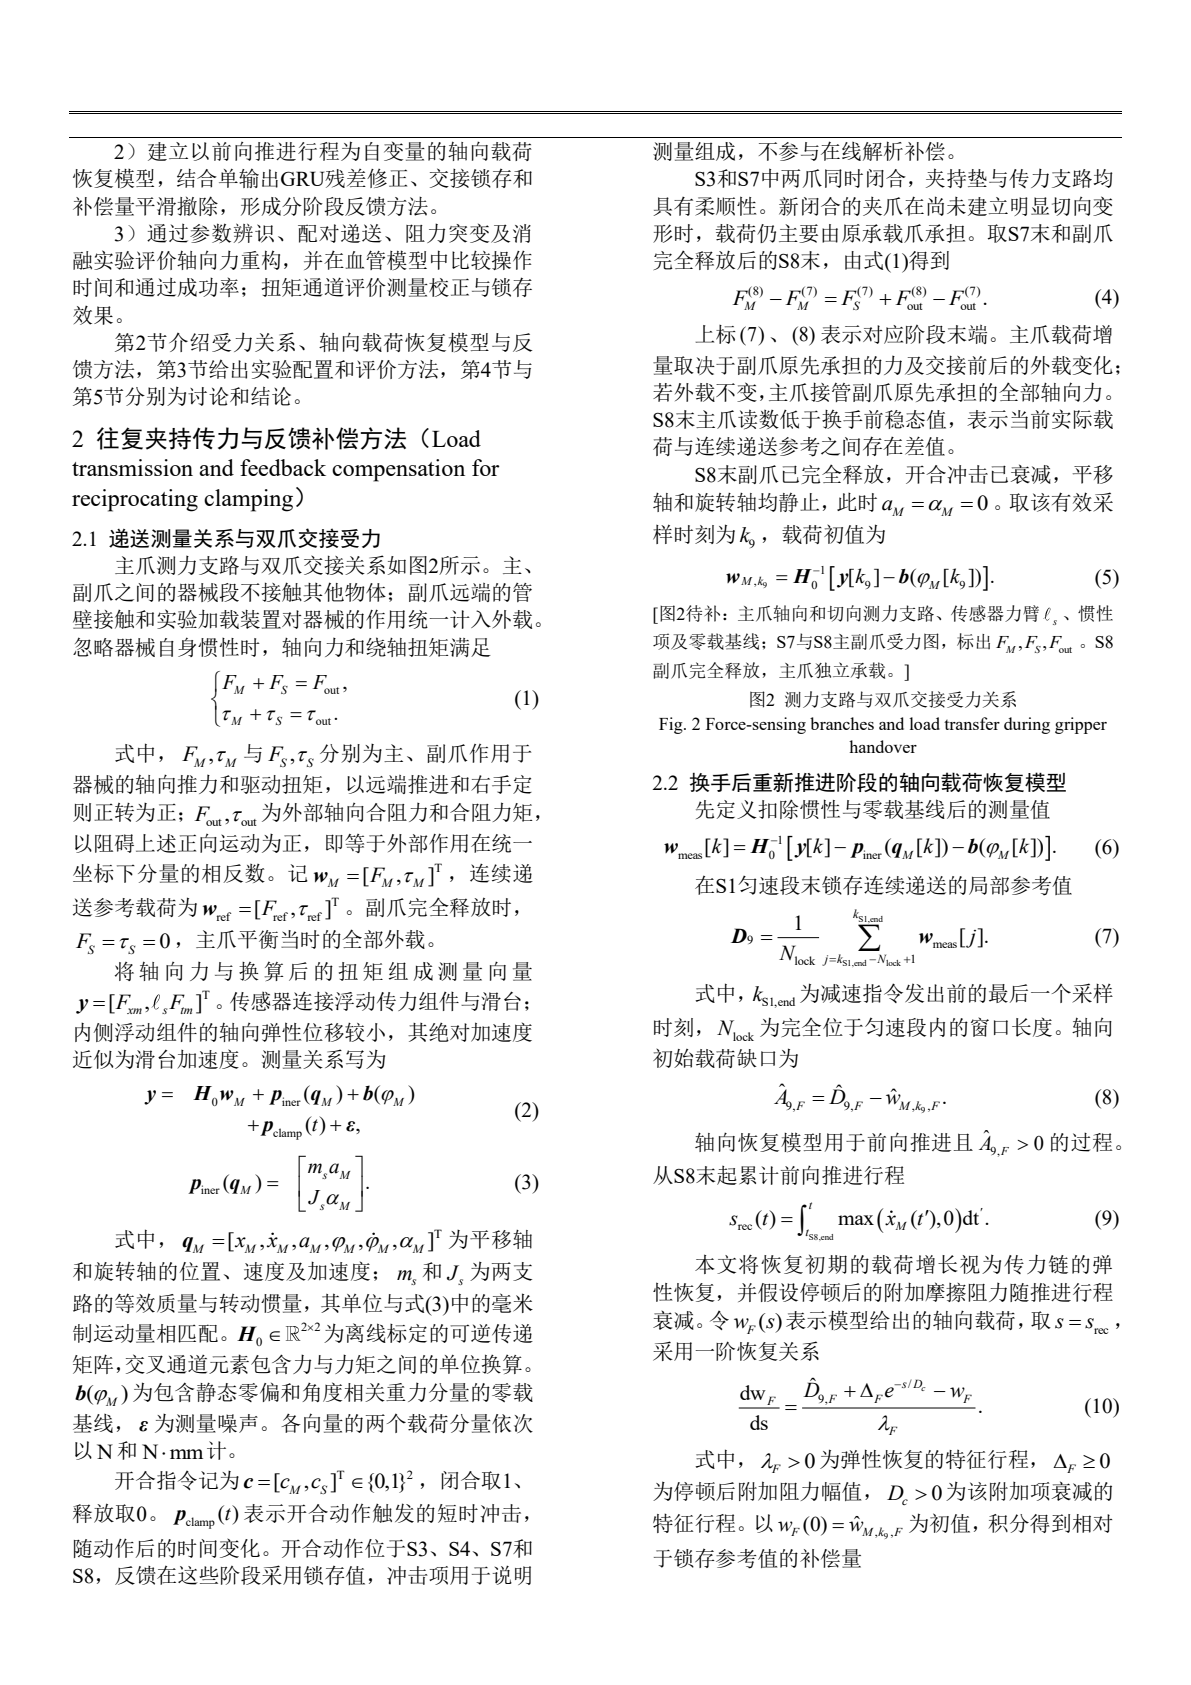 2）建立以前向推进行程为自变量的轴向载荷
恢复模型，结合单输出GRU残差修正、交接锁存和
补偿量平滑撤除，形成分阶段反馈方法。
3）通过参数辨识、配对递送、阻力突变及消
融实验评价轴向力重构，并在血管模型中比较操作
时间和通过成功率；扭矩通道评价测量校正与锁存
效果。
第2节介绍受力关系、轴向载荷恢复模型与反
馈方法，第3节给出实验配置和评价方法，第4节与
第5节分别为讨论和结论。
2 往复夹持传力与反馈补偿方法（Load
transmission and feedback compensation for
reciprocating clamping）
2.1 递送测量关系与双爪交接受力
主爪测力支路与双爪交接关系如图2所示。主、
副爪之间的器械段不接触其他物体；副爪远端的管
壁接触和实验加载装置对器械的作用统一计入外载。
忽略器械自身惯性时，轴向力和绕轴扭矩满足
{F_M + F_S = F_out,
τ_M + τ_S = τ_out. (1)
式中， F_M,τ_M 与 F_S,τ_S 分别为主、副爪作用于
器械的轴向推力和驱动扭矩，以远端推进和右手定
则正转为正；F_out,τ_out 为外部轴向合阻力和合阻力矩，
以阻碍上述正向运动为正，即等于外部作用在统一
坐标下分量的相反数。记 w_M =[F_M,τ_M]^T ，连续递
送参考载荷为 w_ref =[F_ref,τ_ref]^T 。副爪完全释放时，
F_S =τ_S =0，主爪平衡当时的全部外载。
将轴向力与换算后的扭矩组成测量向量
y=[F_xm,ℓ_s F_tm]^T 。传感器连接浮动传力组件与滑台；
内侧浮动组件的轴向弹性位移较小，其绝对加速度
近似为滑台加速度。测量关系写为
y = H_0 w_M + p_iner(q_M) + b(φ_M)
+p_clamp(t) + ε, (2)
p_iner(q_M) = [m_s a_M
J_s α_M]. (3)
式中， q_M =[x_M,ẋ_M,a_M,φ_M,φ̇_M,α_M]^T 为平移轴
和旋转轴的位置、速度及加速度； m_s 和 J_s 为两支
路的等效质量与转动惯量，其单位与式(3)中的毫米
制运动量相匹配。H_0 ∈ℝ^{2×2} 为离线标定的可逆传递
矩阵，交叉通道元素包含力与力矩之间的单位换算。
b(φ_M) 为包含静态零偏和角度相关重力分量的零载
基线， ε 为测量噪声。各向量的两个载荷分量依次
以 N 和 N·mm 计。
开合指令记为 c=[c_M,c_S]^T ∈{0,1}^2 ，闭合取1、
释放取0。 p_clamp(t) 表示开合动作触发的短时冲击，
随动作后的时间变化。开合动作位于S3、S4、S7和
S8，反馈在这些阶段采用锁存值，冲击项用于说明
测量组成，不参与在线解析补偿。
S3和S7中两爪同时闭合，夹持垫与传力支路均
具有柔顺性。新闭合的夹爪在尚未建立明显切向变
形时，载荷仍主要由原承载爪承担。取S7末和副爪
完全释放后的S8末，由式(1)得到
F_M^(8) − F_M^(7) = F_S^(7) + F_out^(8) − F_out^(7). (4)
上标 (7) 、(8) 表示对应阶段末端。主爪载荷增
量取决于副爪原先承担的力及交接前后的外载变化；
若外载不变，主爪接管副爪原先承担的全部轴向力。
S8末主爪读数低于换手前稳态值，表示当前实际载
荷与连续递送参考之间存在差值。
S8末副爪已完全释放，开合冲击已衰减，平移
轴和旋转轴均静止，此时 a_M =α_M =0 。取该有效采
样时刻为 k_9 ，载荷初值为
w_{M,k_9} = H_0^{−1}[y[k_9]−b(φ_M[k_9])]. (5)
[图2待补：主爪轴向和切向测力支路、传感器力臂 ℓ_s 、惯性
项及零载基线；S7与S8主副爪受力图，标出 F_M,F_S,F_out 。S8
副爪完全释放，主爪独立承载。]
图2 测力支路与双爪交接受力关系
Fig. 2 Force-sensing branches and load transfer during gripper
handover
2.2 换手后重新推进阶段的轴向载荷恢复模型
先定义扣除惯性与零载基线后的测量值
w_meas[k] = H_0^{−1}[y[k] − p_iner(q_M[k]) − b(φ_M[k])]. (6)
在S1匀速段末锁存连续递送的局部参考值
D_9 = 1/N_lock ∑_{j=k_{S1,end}−N_lock+1}^{k_{S1,end}} w_meas[j]. (7)
式中，k_{S1,end} 为减速指令发出前的最后一个采样
时刻， N_lock 为完全位于匀速段内的窗口长度。轴向
初始载荷缺口为
Â_{9,F} = D̂_{9,F} − ŵ_{M,k_9,F}. (8)
轴向恢复模型用于前向推进且 Â_{9,F} > 0 的过程。
从S8末起累计前向推进行程
s_rec(t) = ∫_{t_{S8,end}}^{t} max(ẋ_M(t′),0)dt′. (9)
本文将恢复初期的载荷增长视为传力链的弹
性恢复，并假设停顿后的附加摩擦阻力随推进行程
衰减。令 w_F(s) 表示模型给出的轴向载荷，取 s = s_rec ，
采用一阶恢复关系
dw_F/ds = (D̂_{9,F} + Δ_F e^{−s/D_c} − w_F)/λ_F. (10)
式中， λ_F > 0 为弹性恢复的特征行程， Δ_F ≥ 0
为停顿后附加阻力幅值， D_c > 0 为该附加项衰减的
特征行程。以 w_F(0) = ŵ_{M,k_9,F} 为初值，积分得到相对
于锁存参考值的补偿量